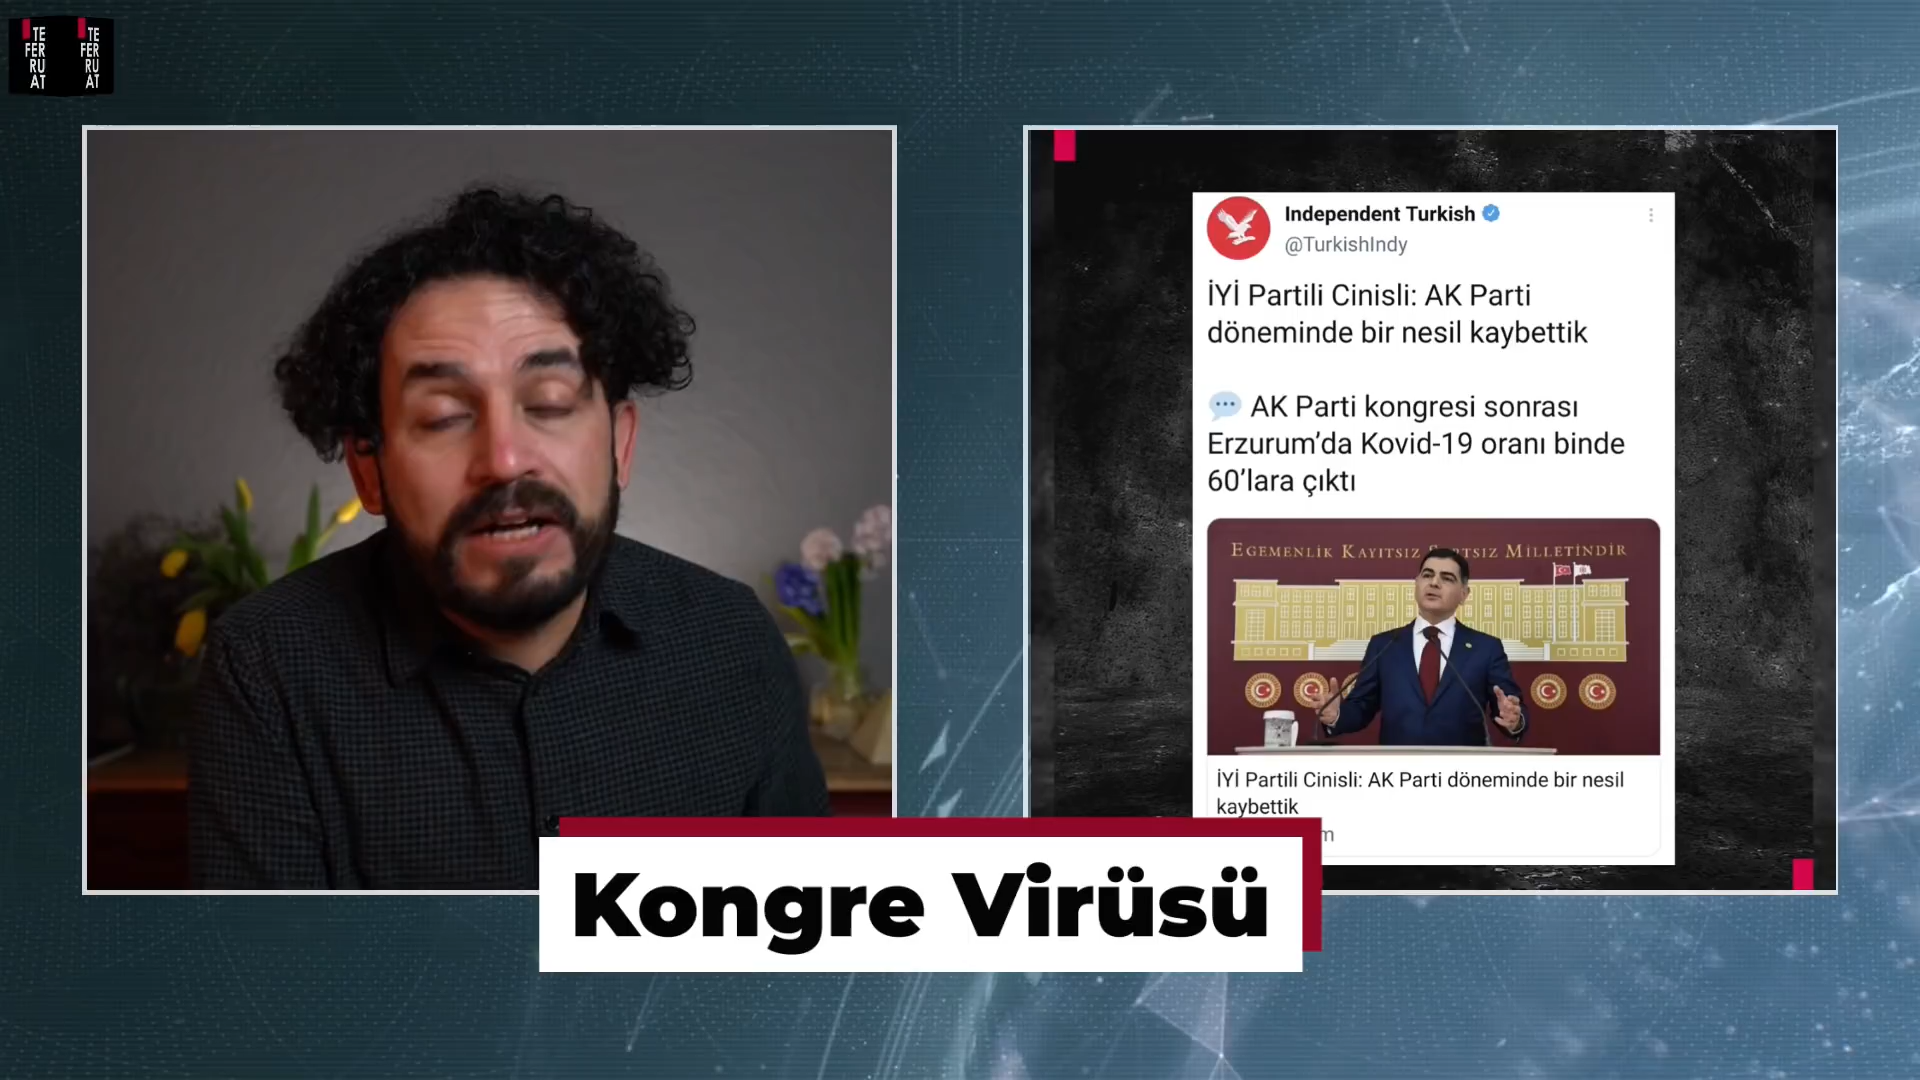 TE
FER
RU
AT
TE
FER
RU
AT
Independent Turkish
@TurkishIndy
İYİ Partili Cinisli: AK Parti
döneminde bir nesil kaybettik
AK Parti kongresi sonrası
Erzurum’da Kovid-19 oranı binde
60’lara çıktı
EGEMENLİK KAYITSIZ ŞARTSIZ MİLLETİNDİR
İYİ Partili Cinisli: AK Parti döneminde bir nesil
kaybettik
Kongre Virüsü